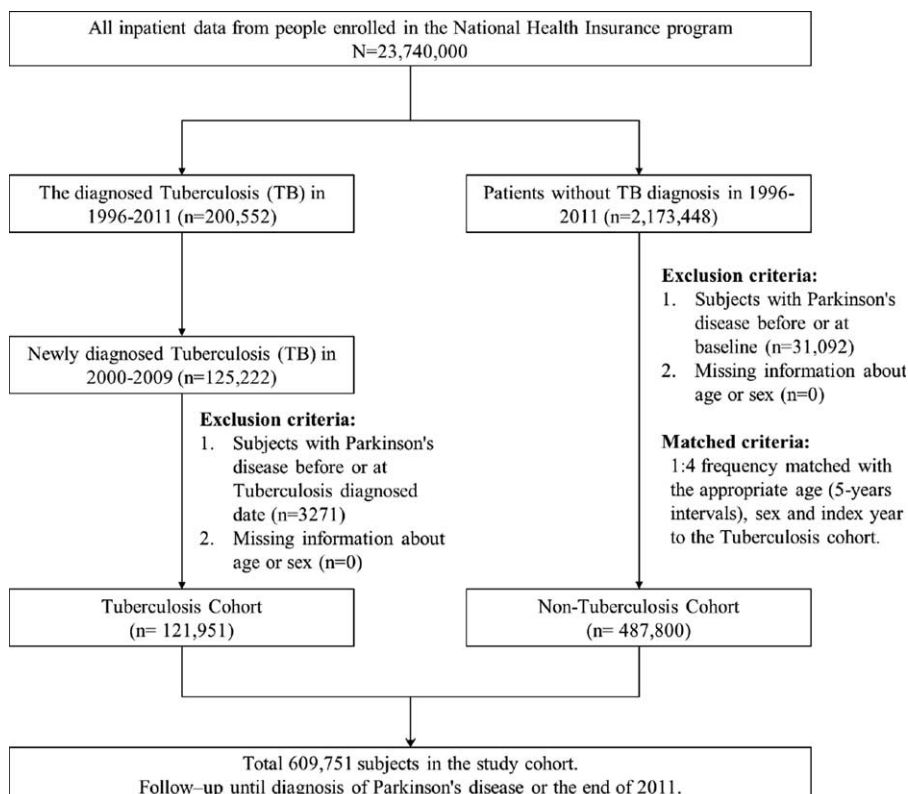 All inpatient data from people enrolled in the National Health Insurance program
N=23,740,000
The diagnosed Tuberculosis (TB) in
1996-2011 (n=200,552)
Patients without TB diagnosis in 1996-
2011 (n=2,173,448)
Exclusion criteria:
1. Subjects with Parkinson's
disease before or at
baseline (n=31,092)
2. Missing information about
age or sex (n=0)
Matched criteria:
1:4 frequency matched with
the appropriate age (5-years
intervals), sex and index year
to the Tuberculosis cohort.
Newly diagnosed Tuberculosis (TB) in
2000-2009 (n=125,222)
Exclusion criteria:
1. Subjects with Parkinson's
disease before or at
Tuberculosis diagnosed
date (n=3271)
2. Missing information about
age or sex (n=0)
Tuberculosis Cohort
(n= 121,951)
Non-Tuberculosis Cohort
(n= 487,800)
Total 609,751 subjects in the study cohort.
Follow–up until diagnosis of Parkinson's disease or the end of 2011.